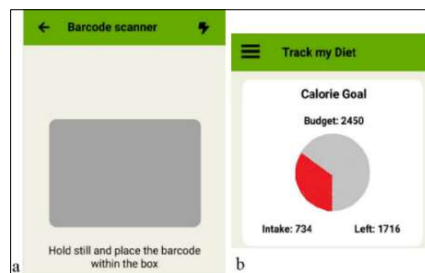 Barcode scanner
Hold still and place the barcode
within the box
a
Track my Diet
Calorie Goal
Budget: 2450
Intake: 734 Left: 1716
b